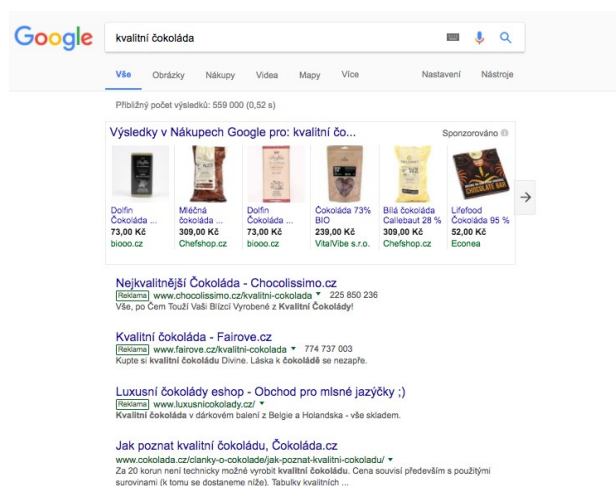 Google
kvalitní čokoláda
Vše Obrázky Nákupy Videa Mapy Více Nastavení Nástroje
Přibližný počet výsledků: 559 000 (0,52 s)
Výsledky v Nákupech Google pro: kvalitní čo... Sponzorováno
Dolfin Mléčná Dolfin Čokoláda 73% Bílá čokoláda Lifefood
Čokoláda ... čokoláda ... Čokoláda ... BIO Callebaut 28 % Čokoláda 95 %
73,00 Kč 309,00 Kč 73,00 Kč 239,00 Kč 309,00 Kč 52,00 Kč
biooo.cz Chefshop.cz biooo.cz VitalVibe s.r.o. Chefshop.cz Econea
Nejkvalitnější Čokoláda - Chocolissimo.cz
Reklama www.chocolissimo.cz/kvalitni-cokolada 225 850 236
Vše, po Čem Touží Vaši Blízcí Vyrobené z Kvalitní Čokolády!
Kvalitní čokoláda - Fairove.cz
Reklama www.fairove.cz/kvalitni-cokolada 774 737 003
Kupte si kvalitní čokoládu Divine. Láska k čokoládě se nezapře.
Luxusní čokolády eshop - Obchod pro mlsné jazýčky ;)
Reklama www.luxusnicokolady.cz/
Kvalitní čokoláda v dárkovém balení z Belgie a Holandska - vše skladem.
Jak poznat kvalitní čokoládu, Čokoláda.cz
www.cokolada.cz/clanky-o-cokolade/jak-poznat-kvalitni-cokoladu/
Za 20 korun není technicky možné vyrobit kvalitní čokoládu. Cena souvisí především s použitými
surovinami (k tomu se dostaneme níže). Tabulky kvalitních ...